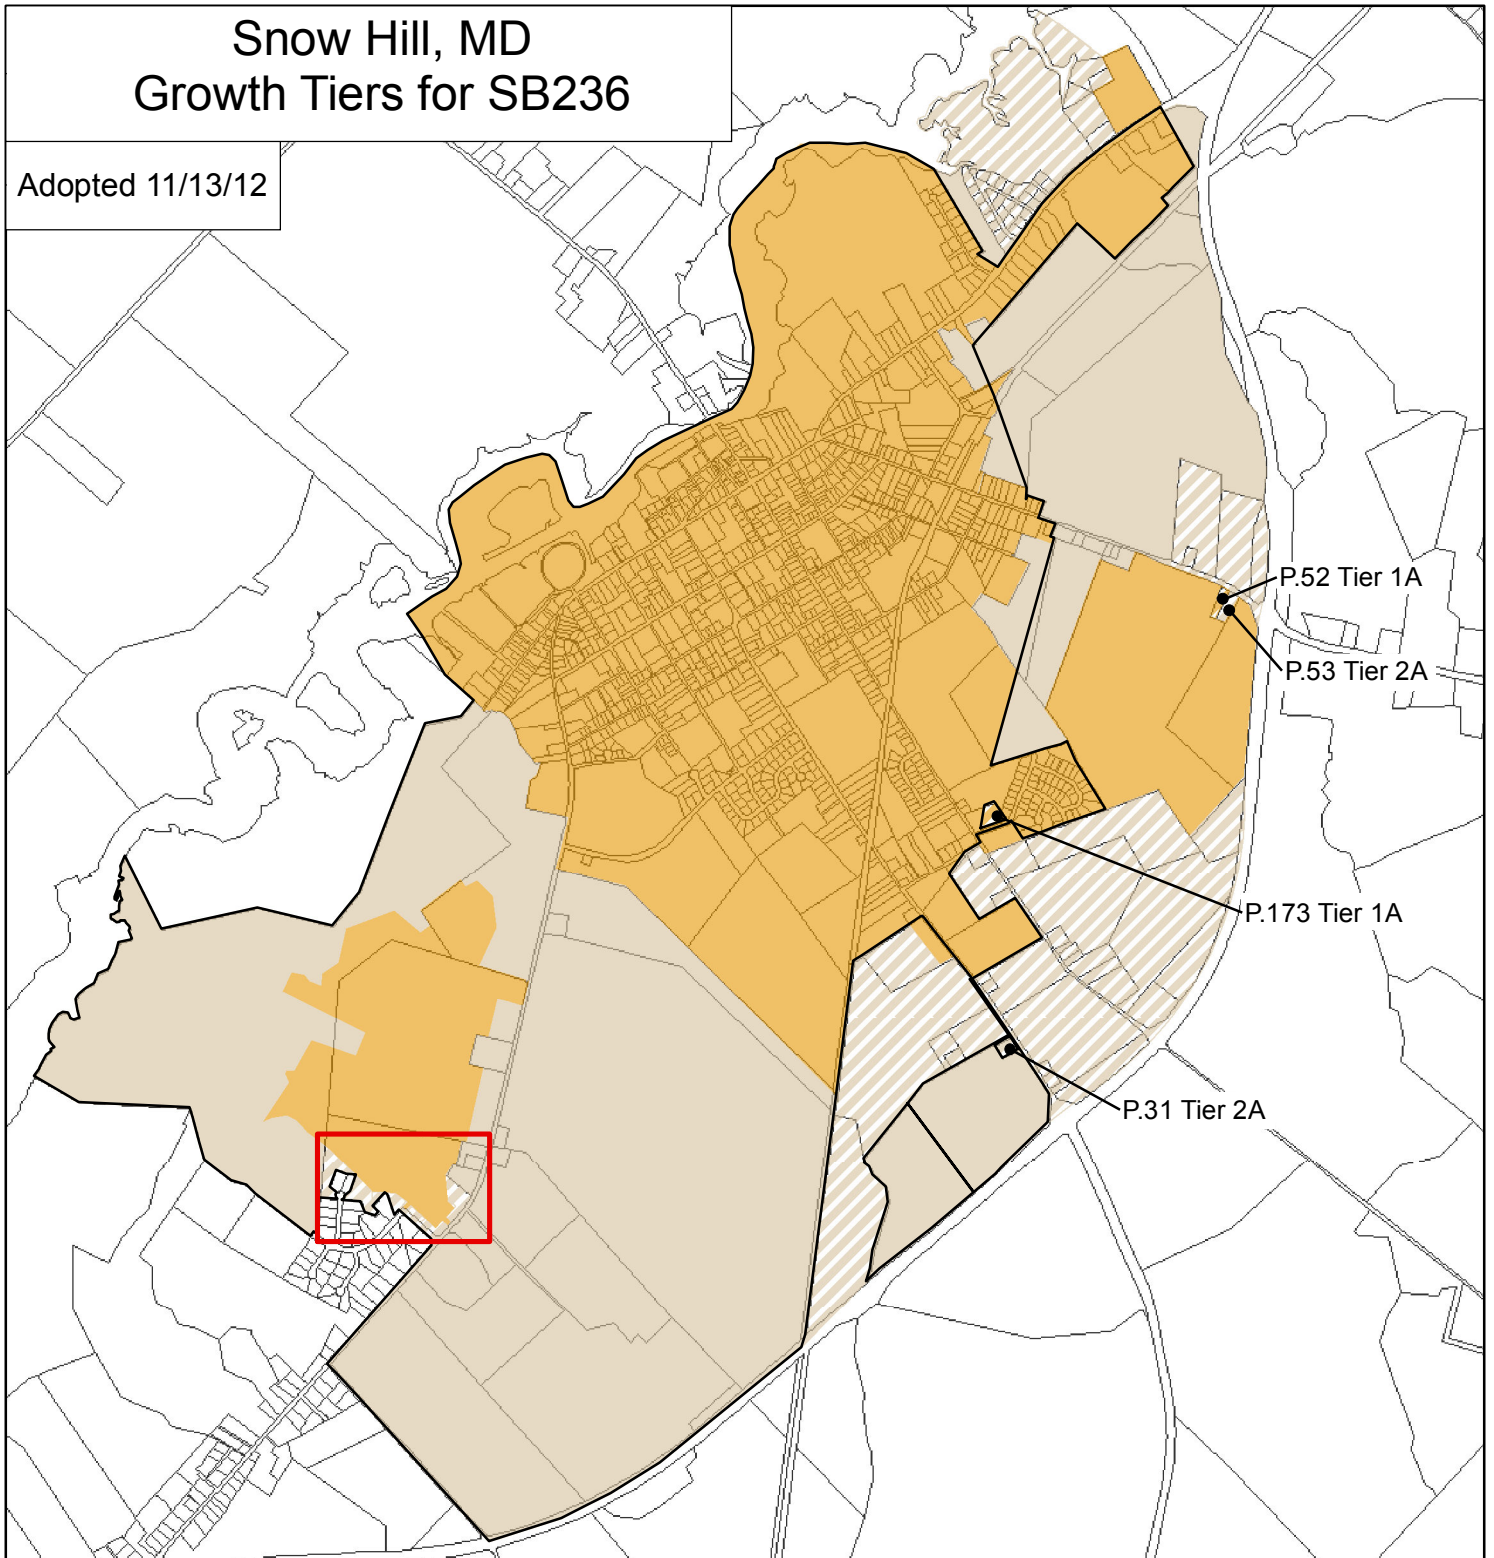 Snow Hill, MD
Growth Tiers for SB236
Adopted 11/13/12
P.52 Tier 1A
P.53 Tier 2A
P.173 Tier 1A
P.31 Tier 2A